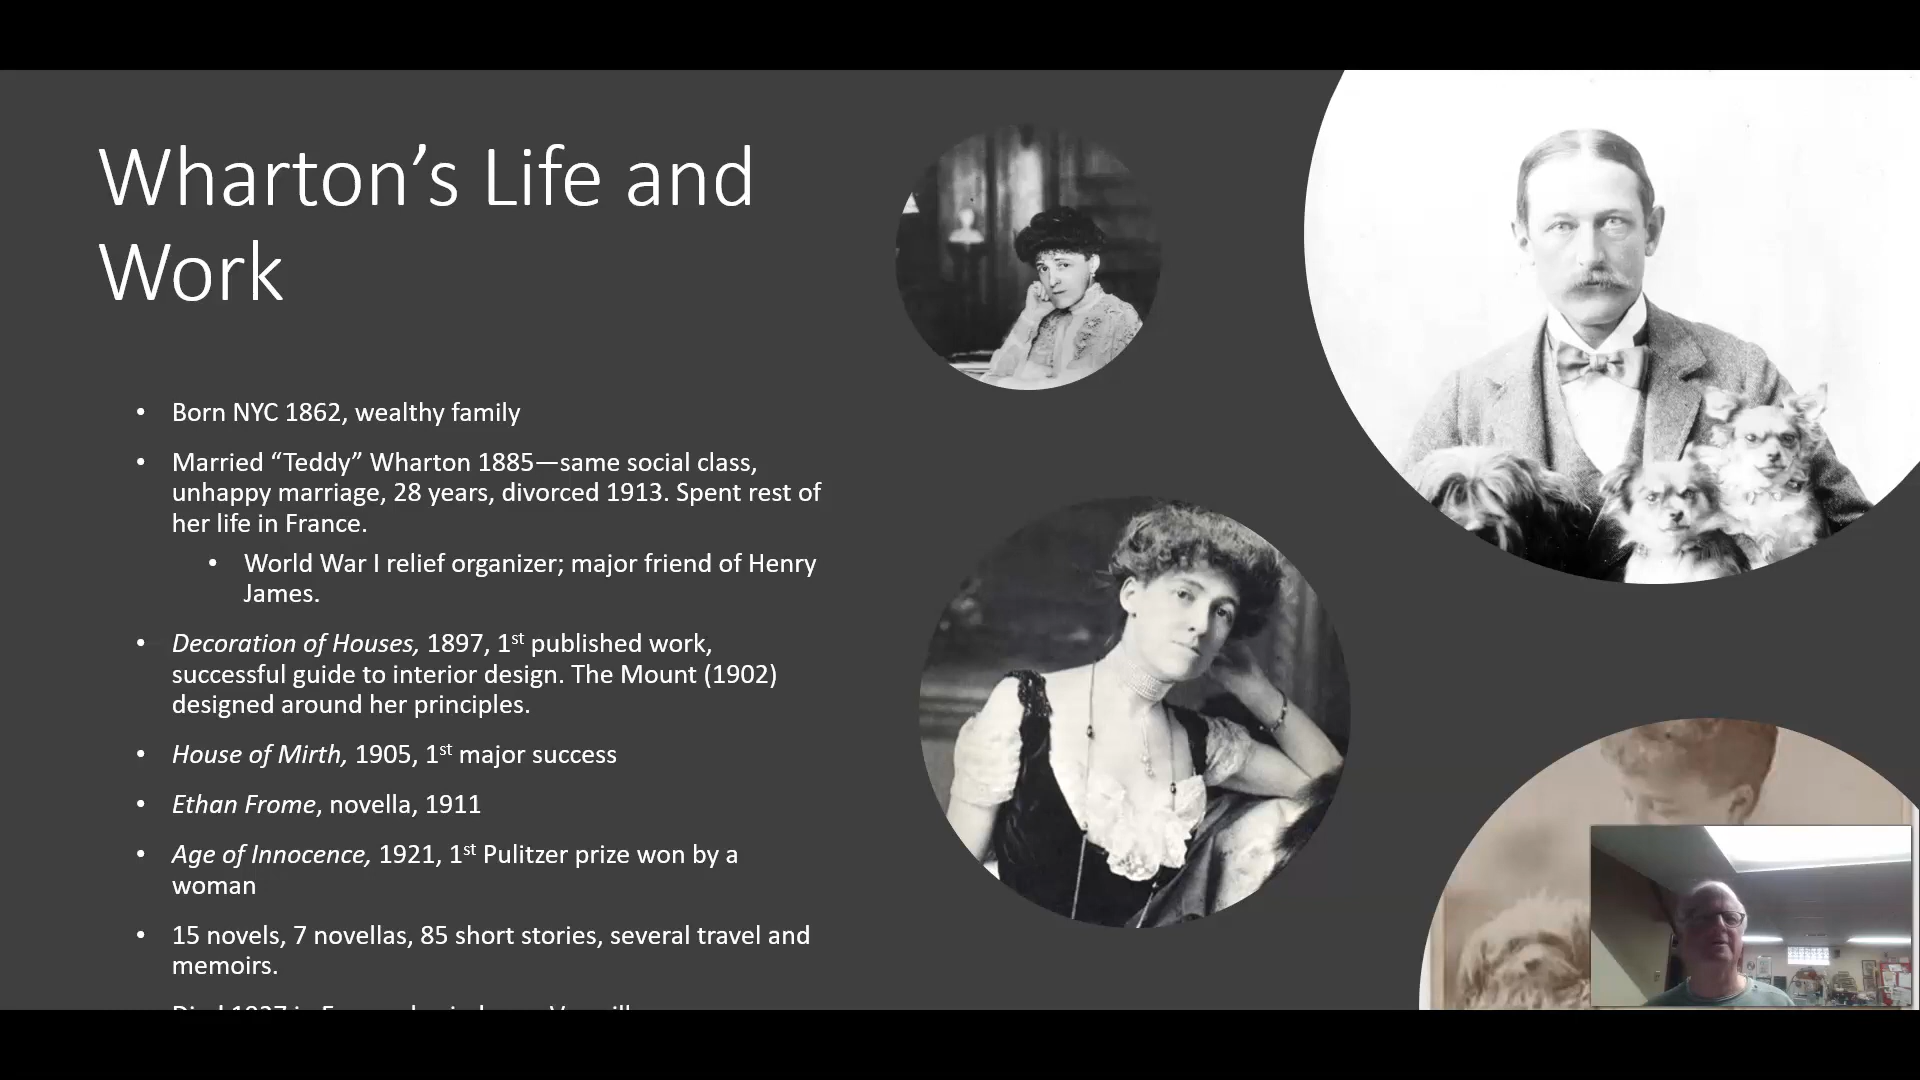 Wharton’s Life and
Work
• Born NYC 1862, wealthy family
• Married “Teddy” Wharton 1885—same social class,
unhappy marriage, 28 years, divorced 1913. Spent rest of
her life in France.
• World War I relief organizer; major friend of Henry
James.
• Decoration of Houses, 1897, 1st published work,
successful guide to interior design. The Mount (1902)
designed around her principles.
• House of Mirth, 1905, 1st major success
• Ethan Frome, novella, 1911
• Age of Innocence, 1921, 1st Pulitzer prize won by a
woman
• 15 novels, 7 novellas, 85 short stories, several travel and
memoirs.